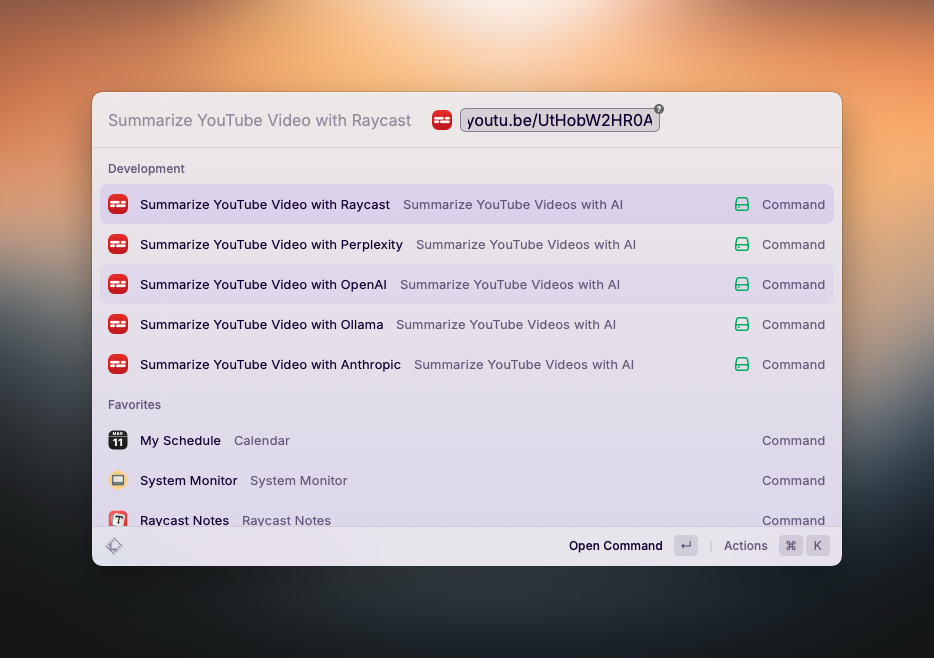 Summarize YouTube Video with Raycast youtu.be/UtHobW2HR0A ?
Development
Summarize YouTube Video with Raycast Summarize YouTube Videos with AI Command
Summarize YouTube Video with Perplexity Summarize YouTube Videos with AI Command
Summarize YouTube Video with OpenAI Summarize YouTube Videos with AI Command
Summarize YouTube Video with Ollama Summarize YouTube Videos with AI Command
Summarize YouTube Video with Anthropic Summarize YouTube Videos with AI Command
Favorites
MAR 11 My Schedule Calendar Command
System Monitor System Monitor Command
T Raycast Notes Raycast Notes Command
Open Command ↵ Actions ⌘ K